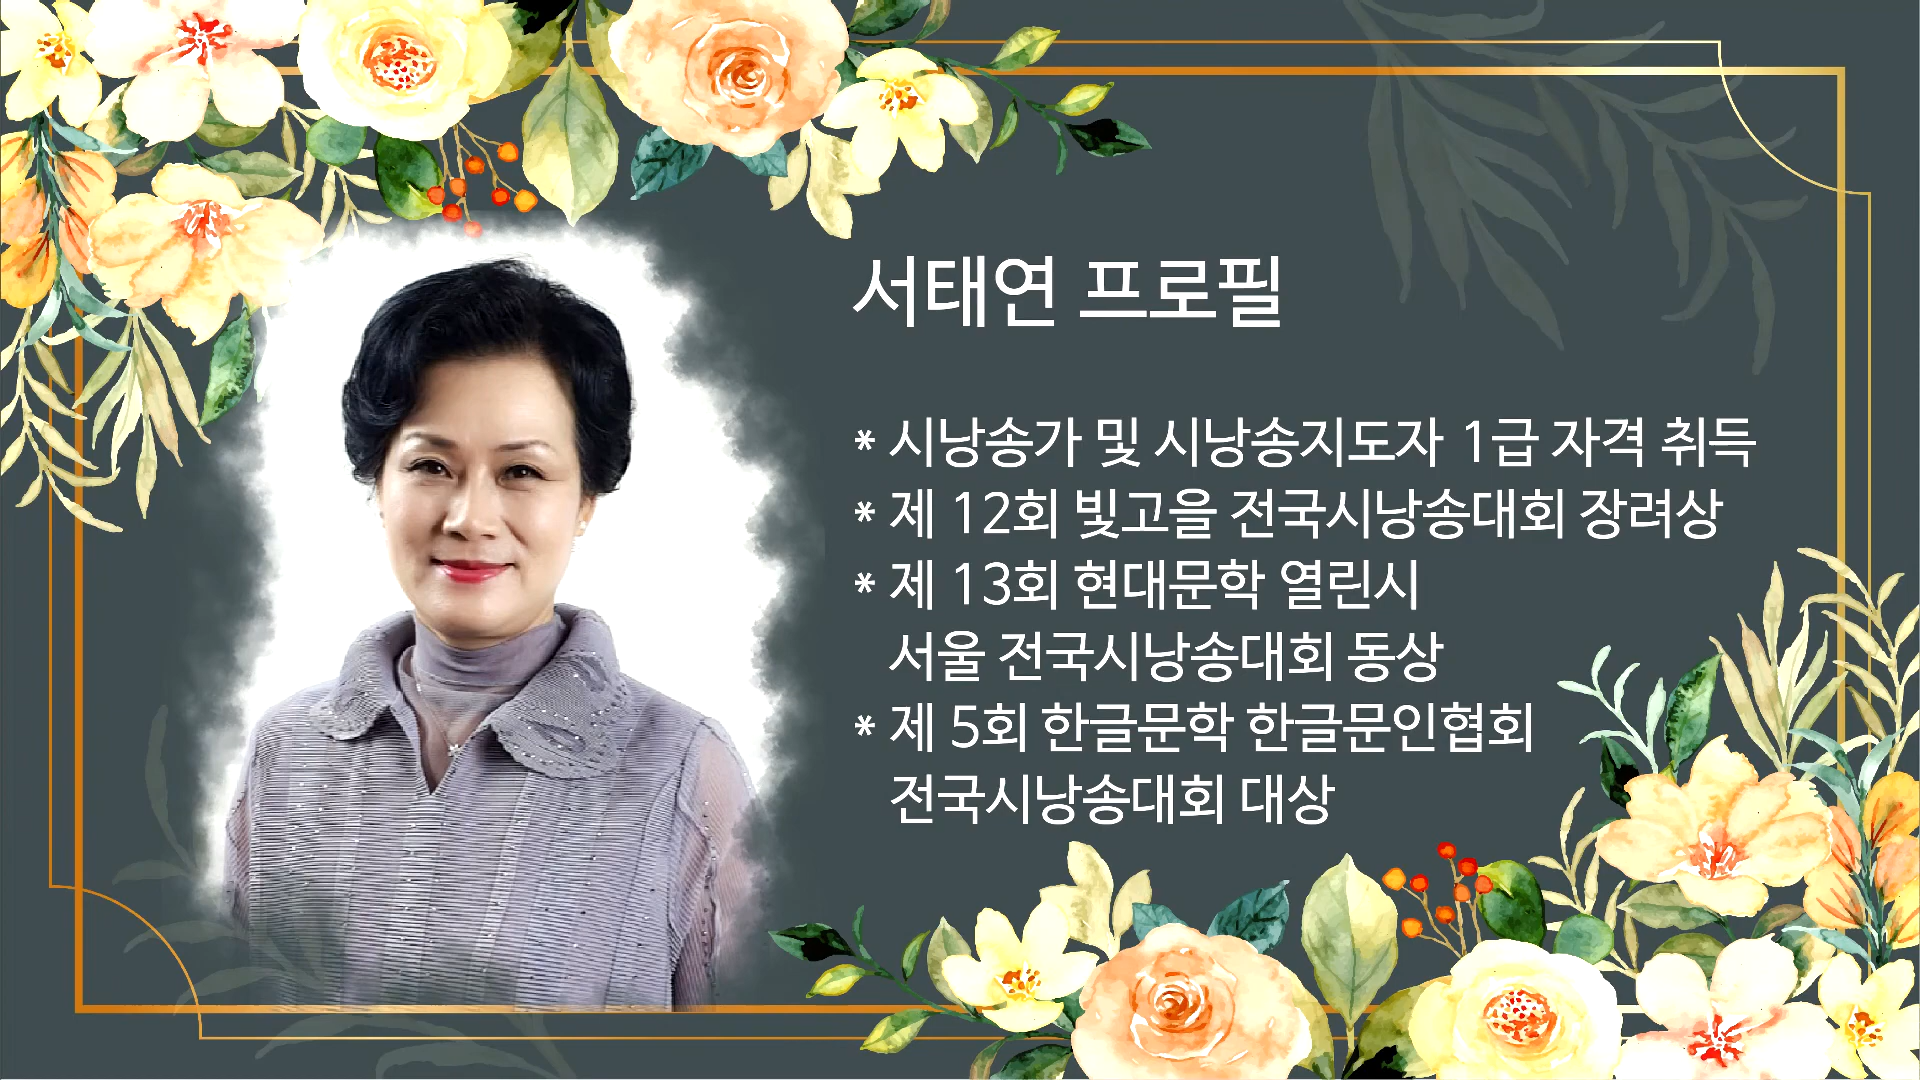 서태연 프로필
* 시낭송가 및 시낭송지도자 1급 자격 취득
* 제 12회 빛고을 전국시낭송대회 장려상
* 제 13회 현대문학 열린시
서울 전국시낭송대회 동상
* 제 5회 한글문학 한글문인협회
전국시낭송대회 대상